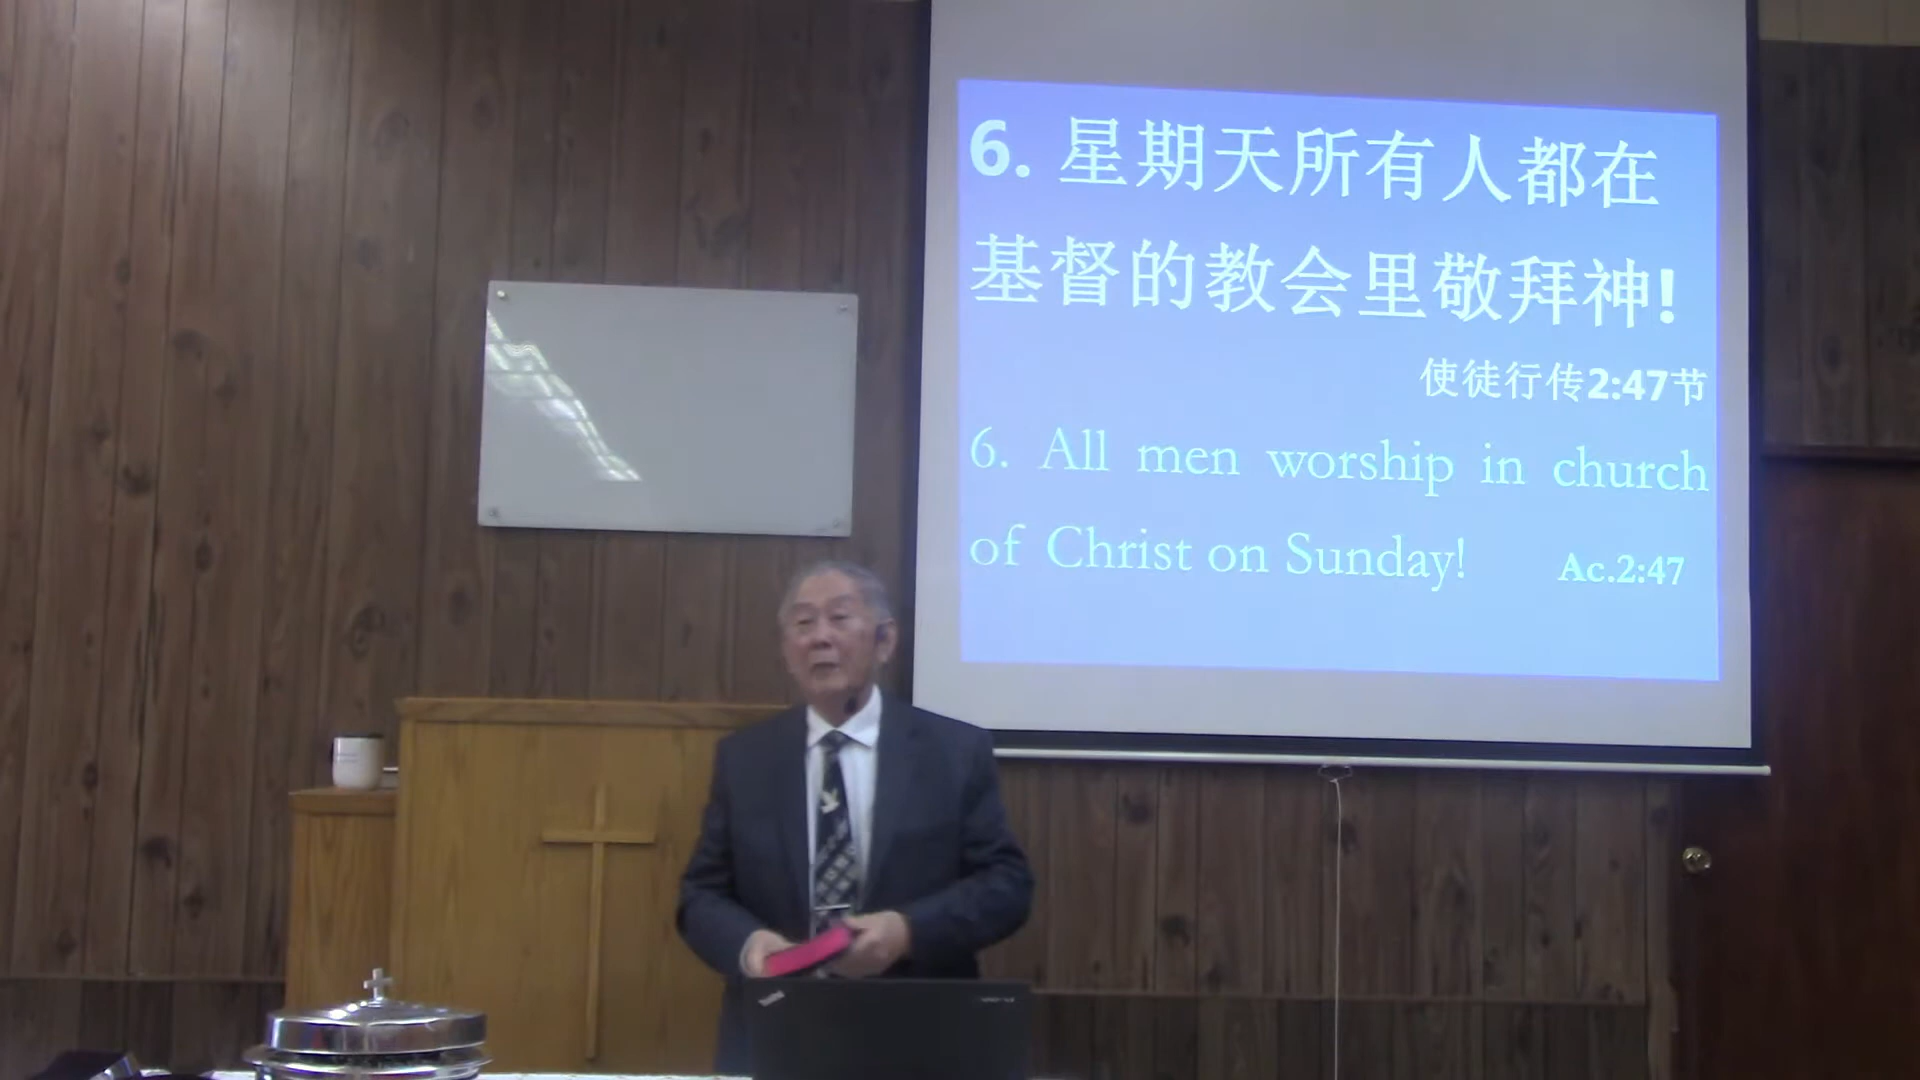 6. 星期天所有人都在
基督的教会里敬拜神!
使徒行传2:47节
6. All men worship in church
of Christ on Sunday! Ac.2:47